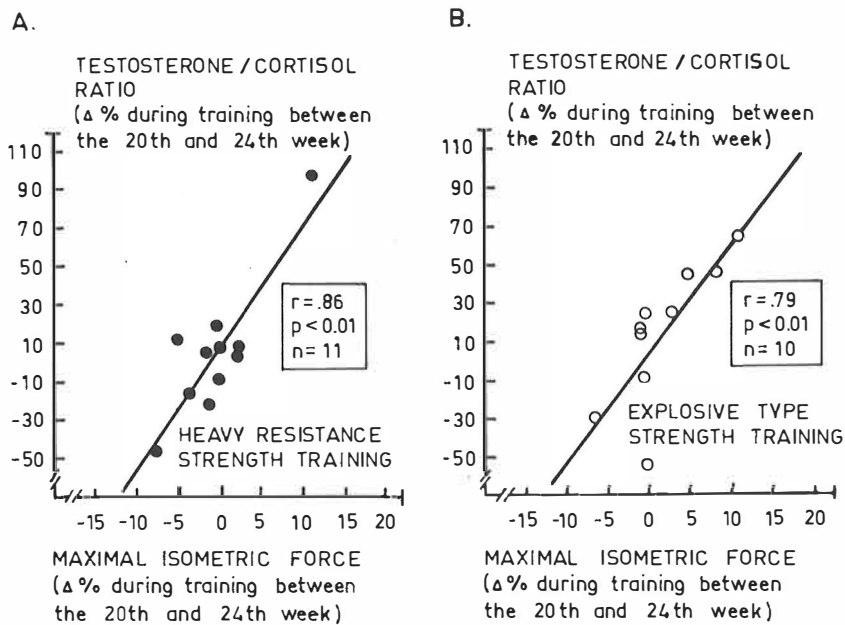 A.
TESTOSTERONE / CORTISOL
RATIO
(Δ % during training between
the 20th and 24th week)
110
90
70
50
30
10
-10
-30
-50
r = .86
p < 0.01
n = 11
HEAVY RESISTANCE
STRENGTH TRAINING
-15 -10 -5 0 5 10 15 20
MAXIMAL ISOMETRIC FORCE
(Δ % during training between
the 20th and 24th week)
B.
TESTOSTERONE / CORTISOL
RATIO
(Δ % during training between
the 20th and 24th week)
110
90
70
50
30
10
-10
-30
-50
r = .79
p < 0.01
n = 10
EXPLOSIVE TYPE
STRENGTH TRAINING
-15 -10 -5 0 5 10 15 20
MAXIMAL ISOMETRIC FORCE
(Δ % during training between
the 20th and 24th week)